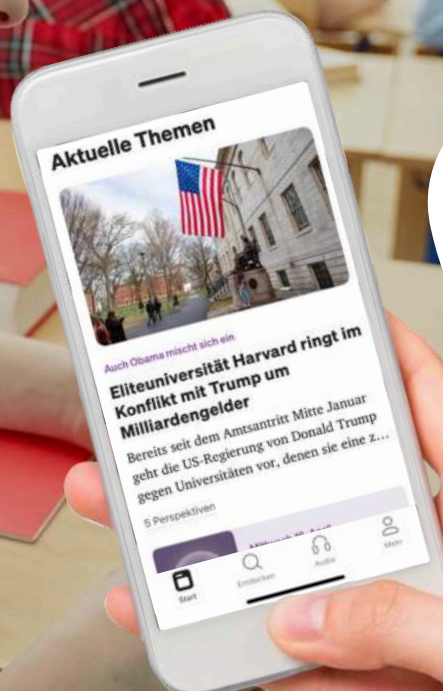 Aktuelle Themen
Auch Obama mischt sich ein
Eliteuniversität Harvard ringt im
Konflikt mit Trump um
Milliardengelder
Bereits seit dem Amtsantritt Mitte Januar
geht die US-Regierung von Donald Trump
gegen Universitäten vor, denen sie eine z...
5 Perspektiven
Start
Entdecken
Audio
Mehr